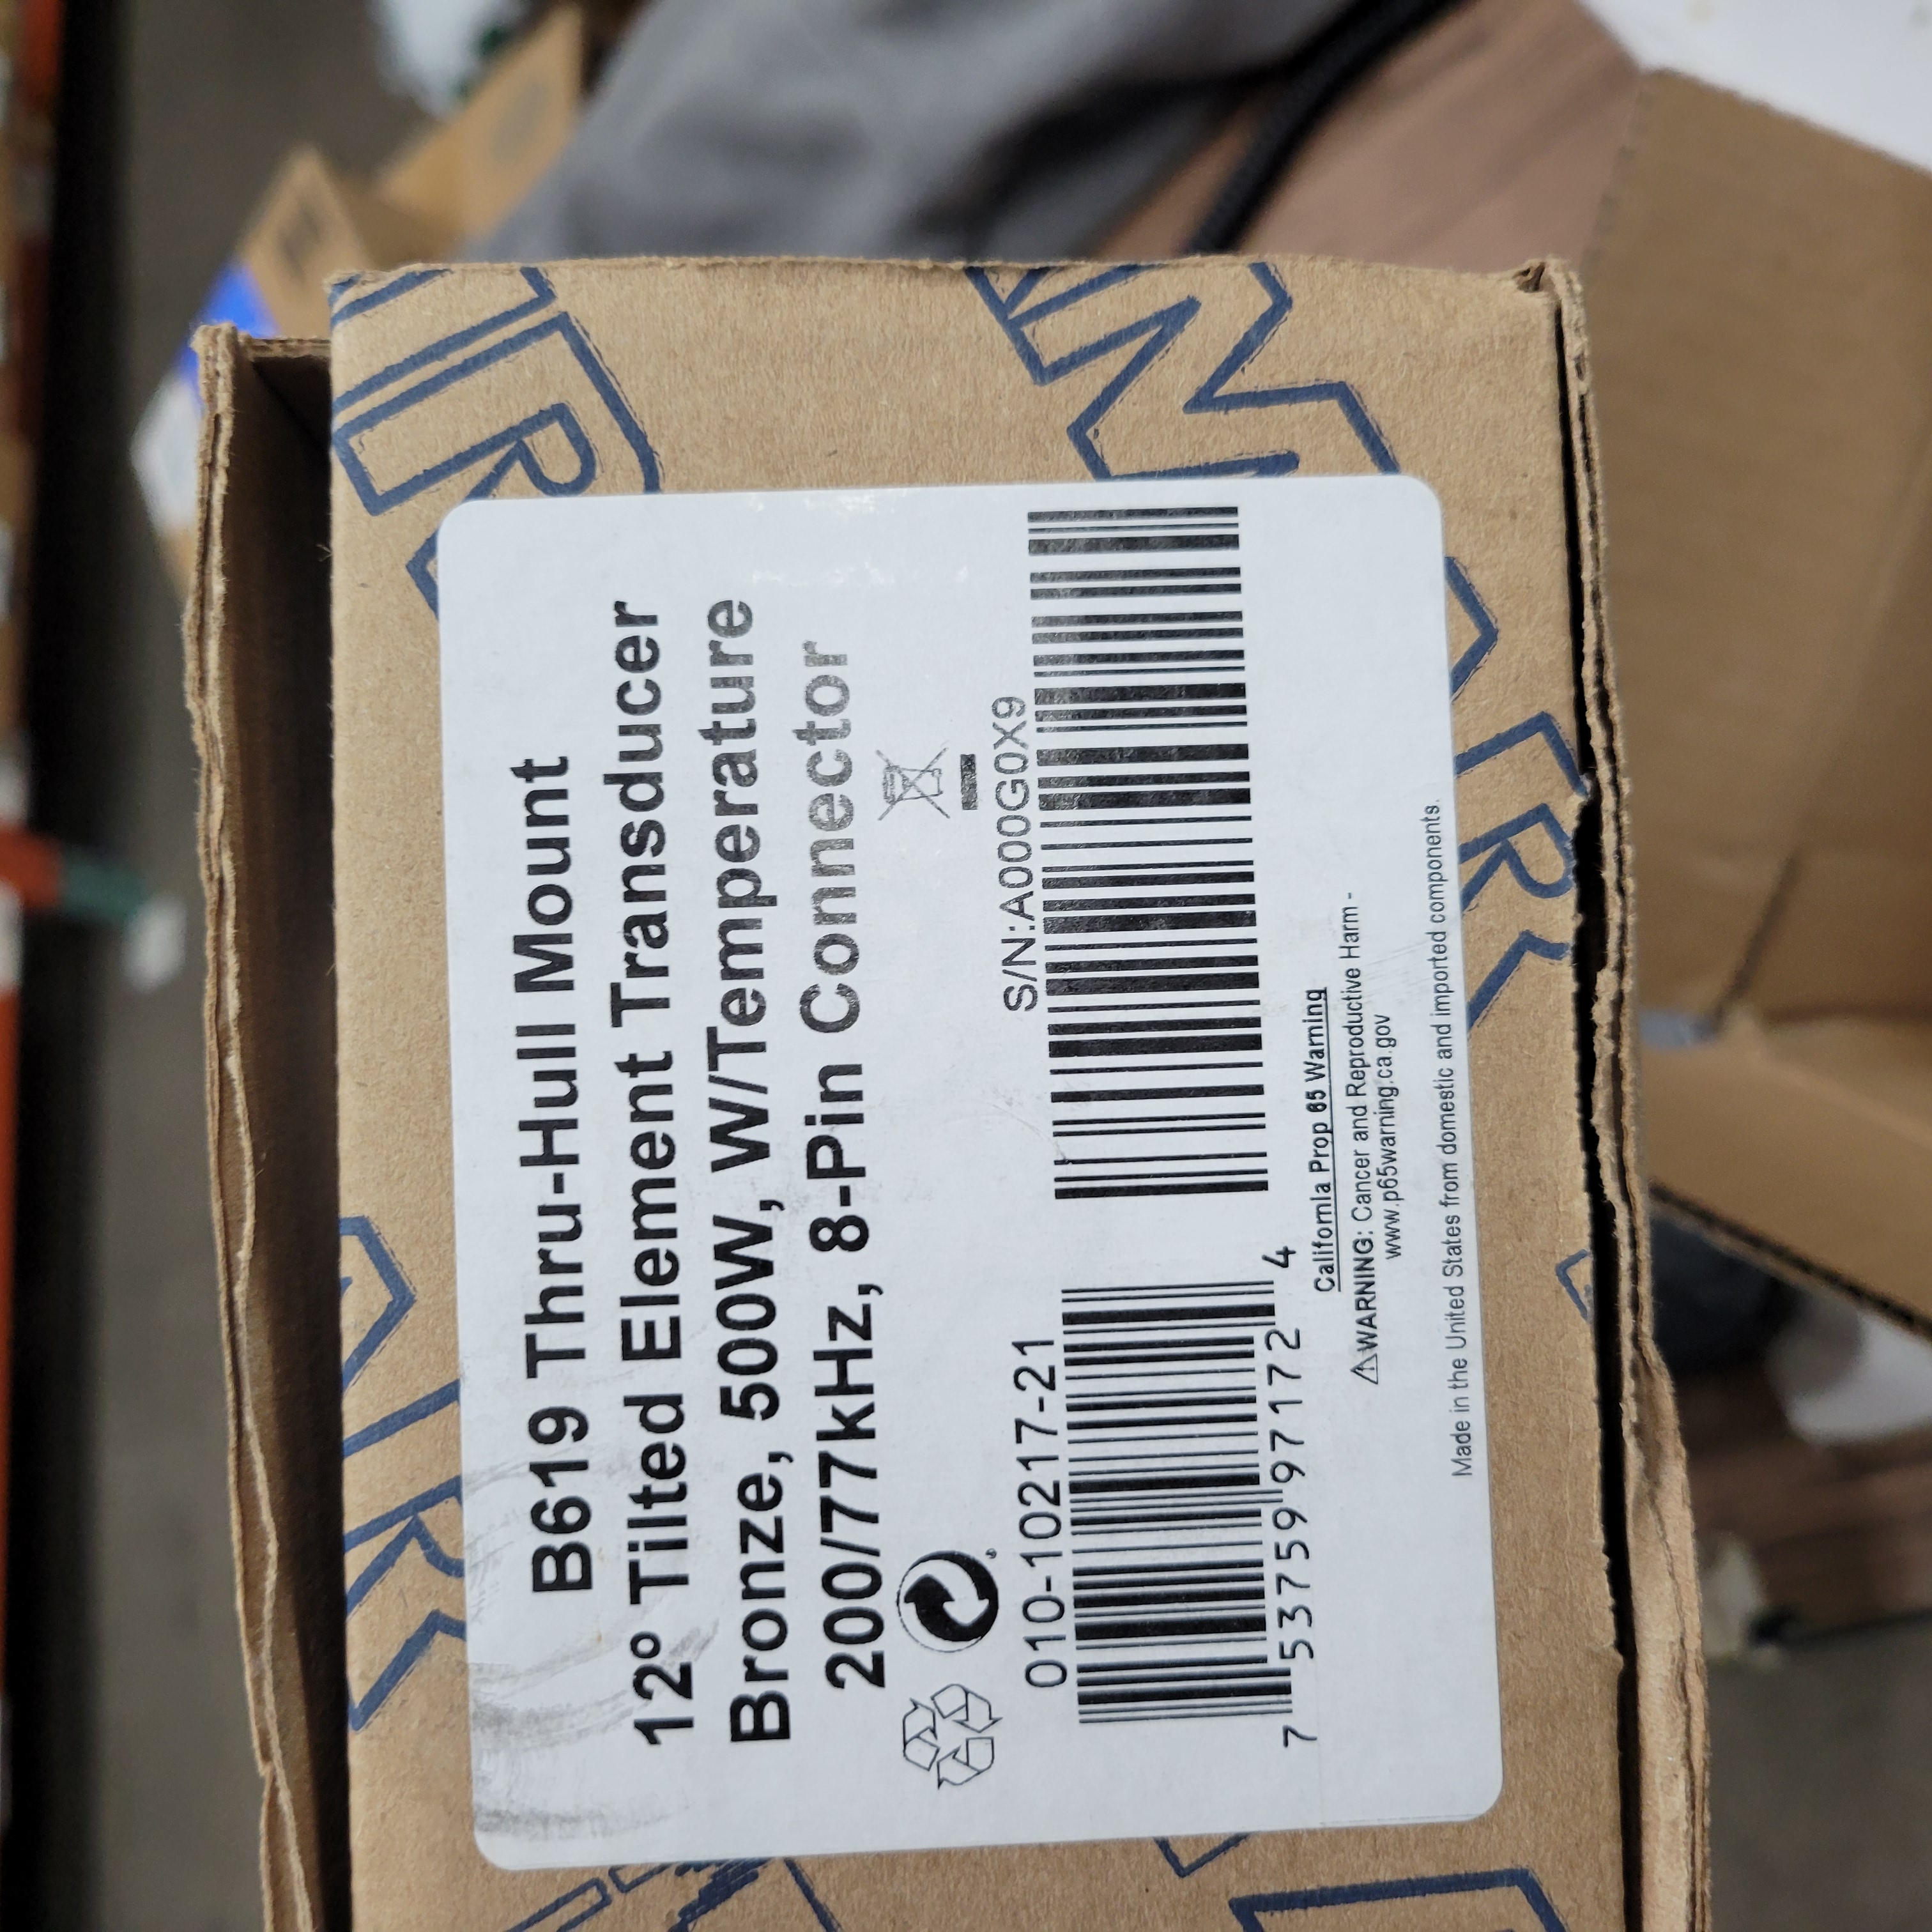 B619 Thru-Hull Mount
12º Tilted Element Transducer
Bronze, 500W, W/Temperature
200/77kHz, 8-Pin Connector
010-10217-21
S/N:A000G0X9
7 53759 97172 4
California Prop 65 Warning
⚠WARNING: Cancer and Reproductive Harm -
www.p65warning.ca.gov
Made in the United States from domestic and imported components.